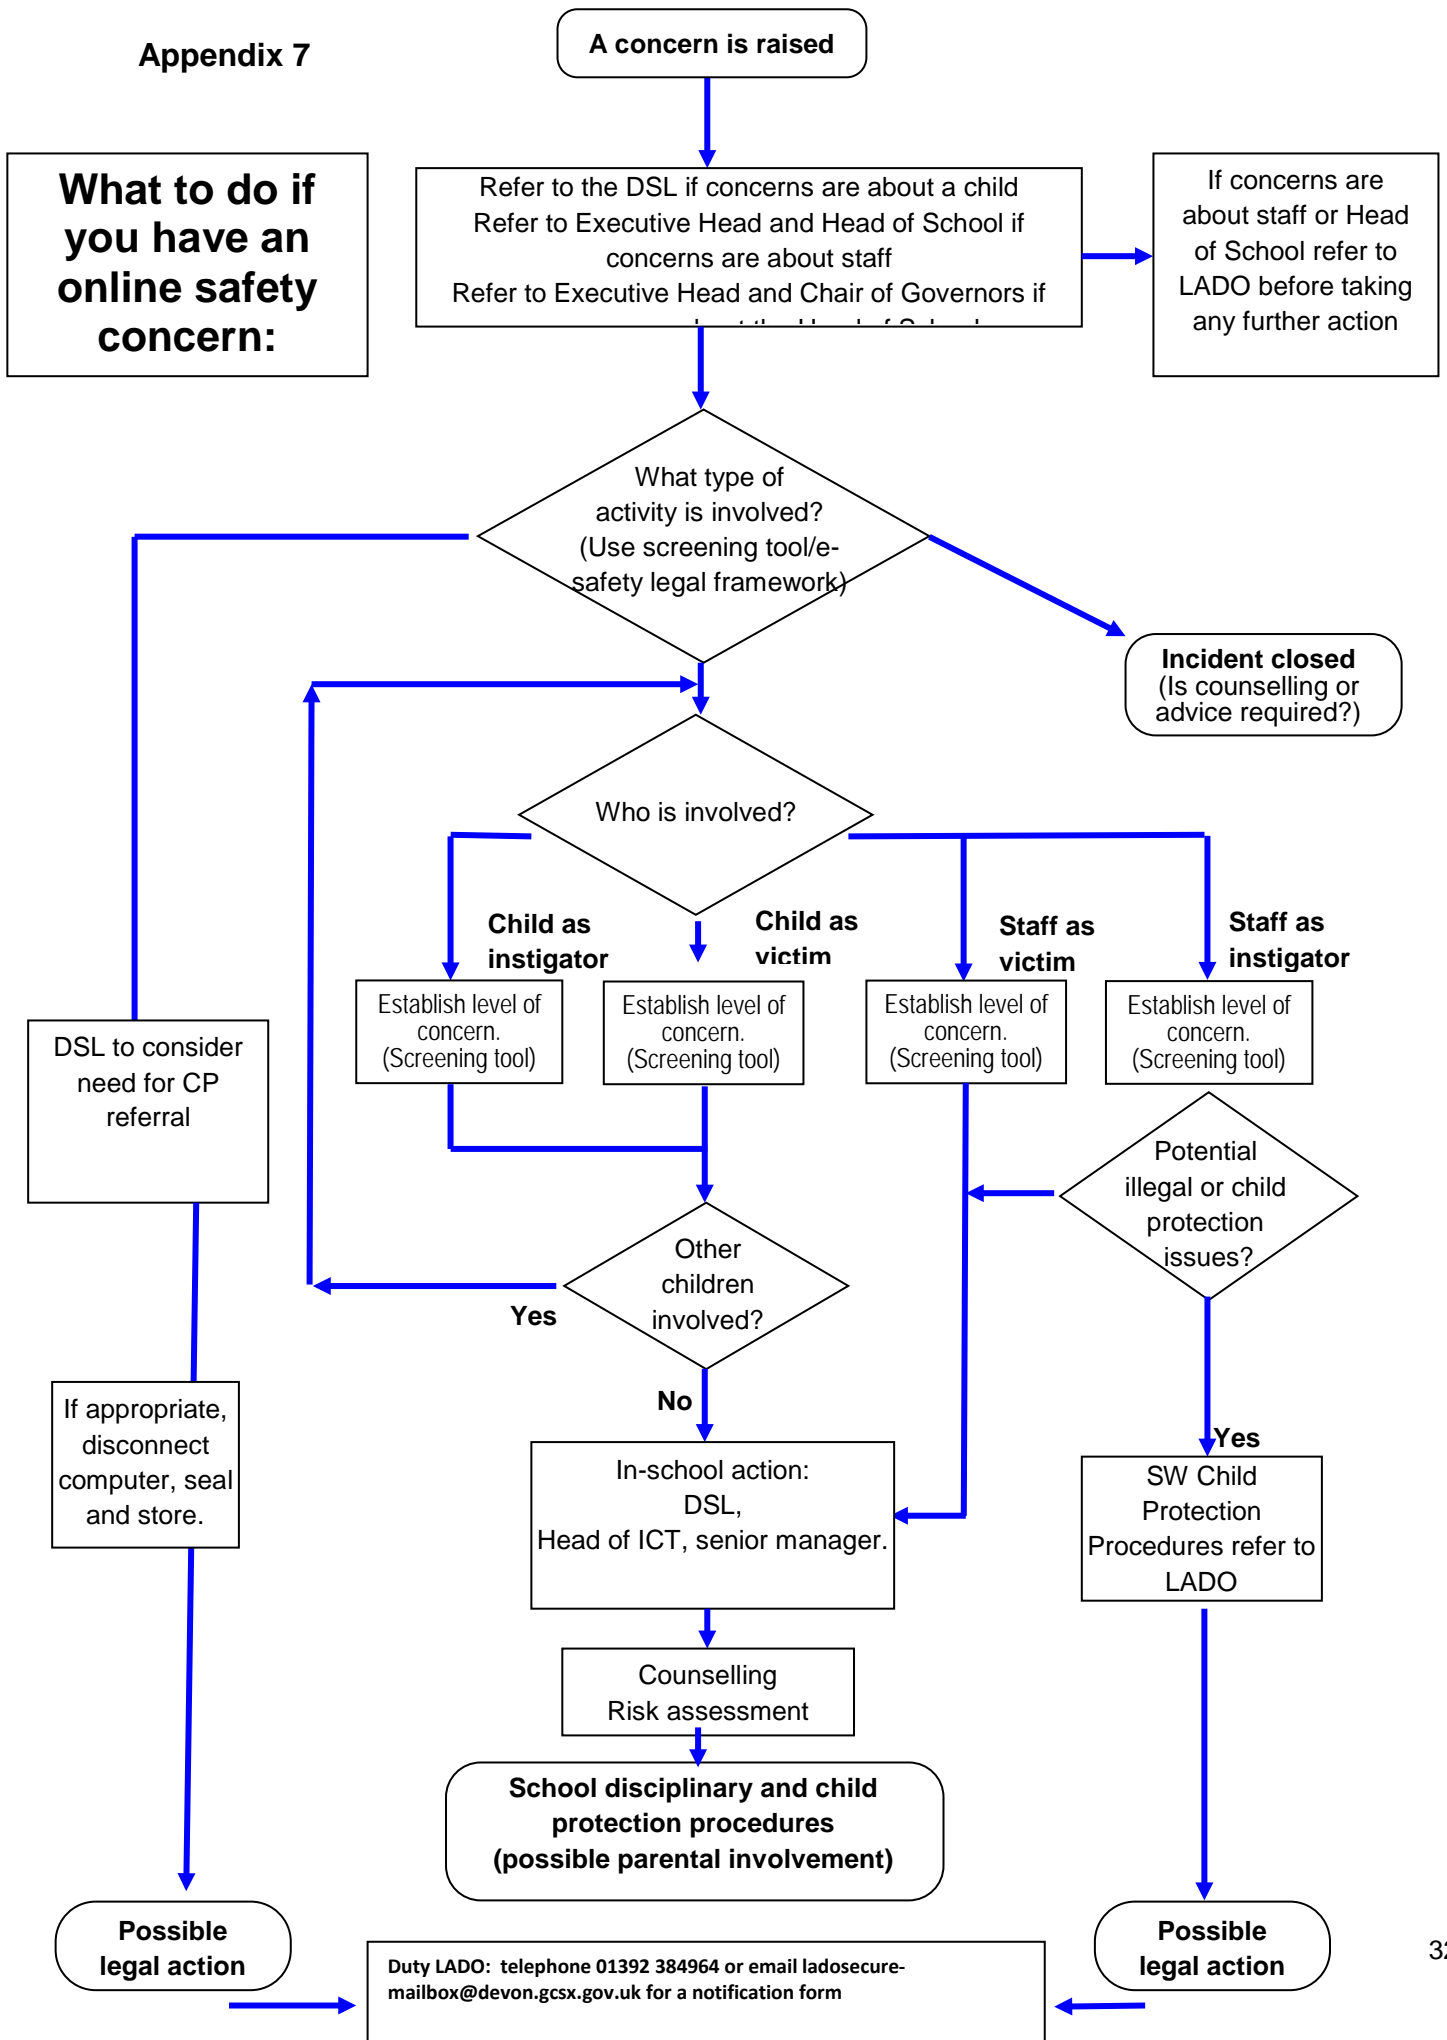 Appendix 7
A concern is raised
What to do if
you have an
online safety
concern:
Refer to the DSL if concerns are about a child
Refer to Executive Head and Head of School if
concerns are about staff
Refer to Executive Head and Chair of Governors if
If concerns are
about staff or Head
of School refer to
LADO before taking
any further action
What type of
activity is involved?
(Use screening tool/e-
safety legal framework)
Incident closed
(Is counselling or
advice required?)
Who is involved?
Child as
instigator
Child as
victim
Staff as
victim
Staff as
instigator
Establish level of
concern.
(Screening tool)
Establish level of
concern.
(Screening tool)
Establish level of
concern.
(Screening tool)
Establish level of
concern.
(Screening tool)
DSL to consider
need for CP
referral
Potential
illegal or child
protection
issues?
Other
children
involved?
Yes
No
If appropriate,
disconnect
computer, seal
and store.
In-school action:
DSL,
Head of ICT, senior manager.
Yes
SW Child
Protection
Procedures refer to
LADO
Counselling
Risk assessment
School disciplinary and child
protection procedures
(possible parental involvement)
Possible
legal action
Possible
legal action
Duty LADO: telephone 01392 384964 or email ladosecure-
mailbox@devon.gcsx.gov.uk for a notification form
32